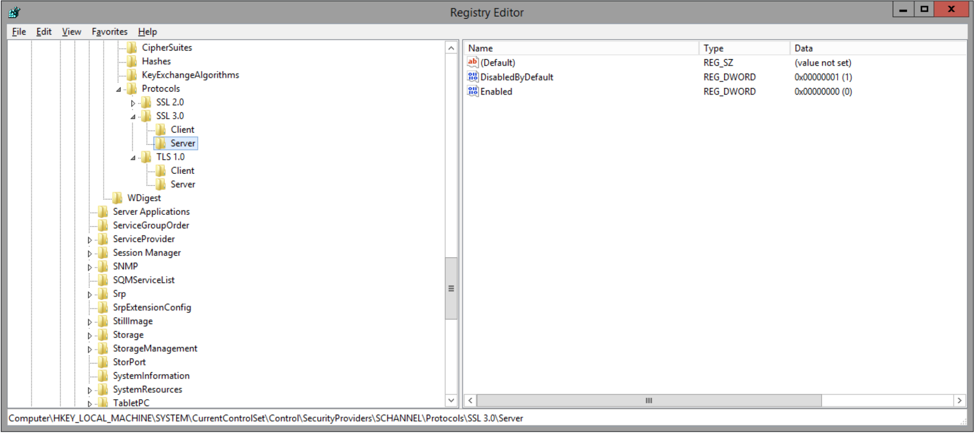 Registry Editor
File Edit View Favorites Help
CipherSuites
Hashes
KeyExchangeAlgorithms
Protocols
SSL 2.0
SSL 3.0
Client
Server
TLS 1.0
Client
Server
WDigest
Server Applications
ServiceGroupOrder
ServiceProvider
Session Manager
SNMP
SQMServiceList
Srp
SrpExtensionConfig
StillImage
Storage
StorageManagement
StorPort
SystemInformation
SystemResources
TabletPC
Name Type Data
(Default) REG_SZ (value not set)
DisabledByDefault REG_DWORD 0x00000001 (1)
Enabled REG_DWORD 0x00000000 (0)
Computer\HKEY_LOCAL_MACHINE\SYSTEM\CurrentControlSet\Control\SecurityProviders\SCHANNEL\Protocols\SSL 3.0\Server